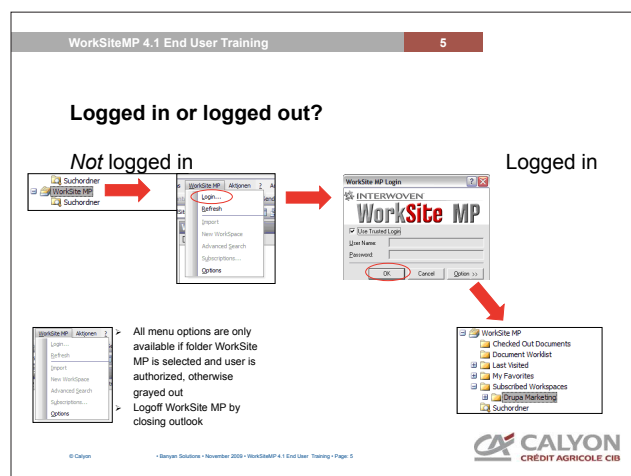 WorkSiteMP 4.1 End User Training
5
Logged in or logged out?
Not logged in
Logged in
Suchordner
WorkSite MP
Suchordner
WorkSite MP Aktionen ?
Login...
Refresh
Import
New WorkSpace
Advanced Search
Subscriptions...
Options
WorkSite MP Login
INTERWOVEN
WorkSite MP
Use Trusted Login
User Name:
Password:
OK Cancel Option >>
WorkSite MP Aktionen ?
Login...
Refresh
Import
New WorkSpace
Advanced Search
Subscriptions...
Options
➢ All menu options are only
available if folder WorkSite
MP is selected and user is
authorized, otherwise
grayed out
➢ Logoff WorkSite MP by
closing outlook
WorkSite MP
Checked Out Documents
Document Worklist
Last Visited
My Favorites
Subscribed Workspaces
Drupa Marketing
Suchordner
© Calyon
• Banyan Solutions • November 2009 • WorkSiteMP 4.1 End User Training • Page: 5
CALYON
CRÉDIT AGRICOLE CIB